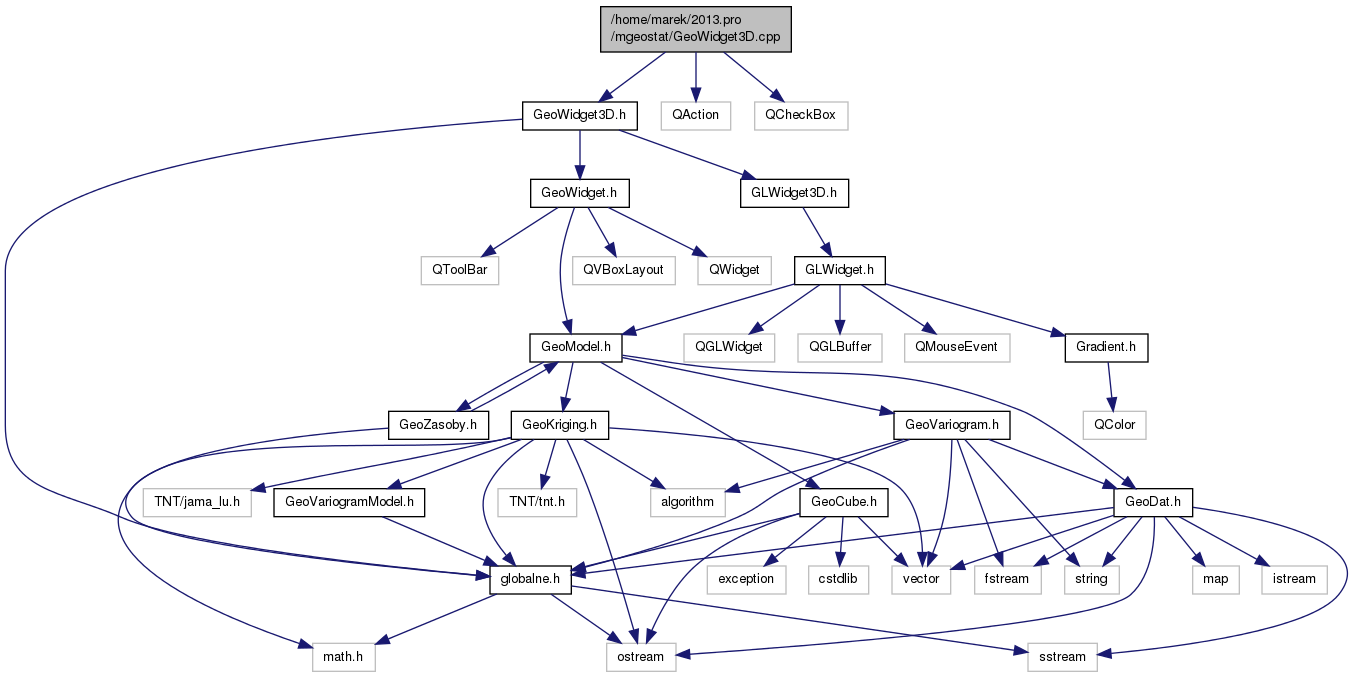 /home/marek/2013.pro
/mgeostat/GeoWidget3D.cpp
GeoWidget3D.h
QAction
QCheckBox
GeoWidget.h
GLWidget3D.h
QToolBar
QVBoxLayout
QWidget
GLWidget.h
GeoModel.h
QGLWidget
QGLBuffer
QMouseEvent
Gradient.h
GeoZasoby.h
GeoKriging.h
GeoVariogram.h
QColor
TNT/jama_lu.h
GeoVariogramModel.h
TNT/tnt.h
algorithm
GeoCube.h
GeoDat.h
globalne.h
exception
cstdlib
vector
fstream
string
map
istream
math.h
ostream
sstream